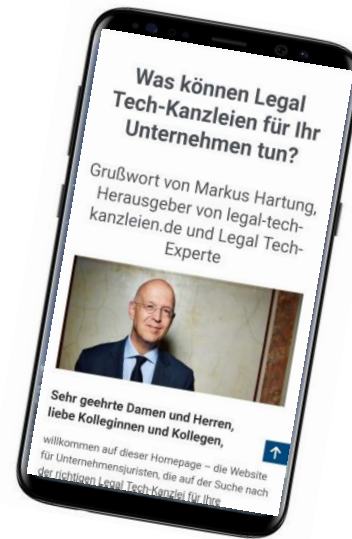 Was können Legal
Tech-Kanzleien für Ihr
Unternehmen tun?
Grußwort von Markus Hartung,
Herausgeber von legal-tech-
kanzleien.de und Legal Tech-
Experte
Sehr geehrte Damen und Herren,
liebe Kolleginnen und Kollegen,
willkommen auf dieser Homepage – die Website
für Unternehmensjuristen, die auf der Suche nach
der richtigen Legal Tech-Kanzlei für Ihre